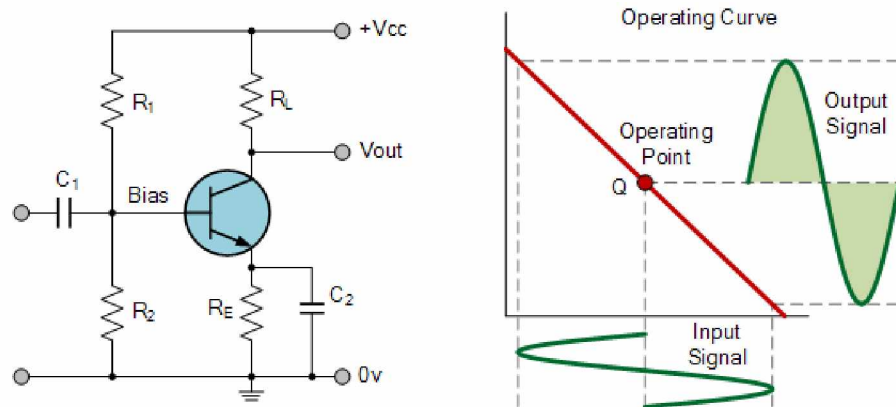 +Vcc
R1
RL
Vout
C1
Bias
R2
RE
C2
0v
Operating Curve
Output
Signal
Operating
Point
Q
Input
Signal